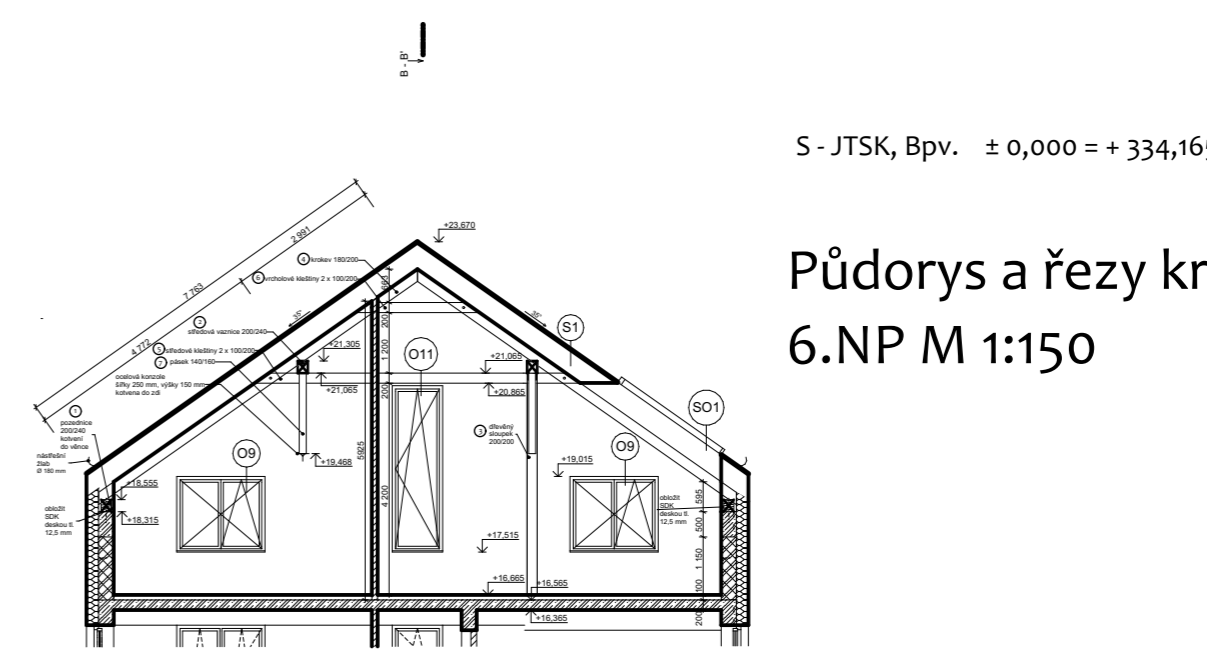 B - B'
S - JTSK, Bpv. ± 0,000 = + 334,165
Půdorys a řezy kr
6.NP M 1:150
+23,670
2 991
7 763
4 772
4 krokev 180/200
6 vrcholové kleštiny 2 x 100/200
2
středová vaznice 200/240
5 středové kleštiny 2 x 100/200
7 pásek 140/160
ocelová konzole
šířky 250 mm, výšky 150 mm
kotvena do zdi
1
pozednice
200/240
kotvení
do věnce
nástřešní
žlab
Ø 180 mm
obložit
SDK
deskou tl.
12,5 mm
35°
35°
663
200
1 200
200
5925
4 200
+21,305
+21,065
+19,468
+18,555
+18,315
O9
O11
S1
SO1
+21,065
+20,865
3 dřevěný
sloupek
200/200
O9
+19,015
+17,515
+16,665
+16,565
+16,365
obložit
SDK
deskou tl.
12,5 mm
595
500
1 150
100
200